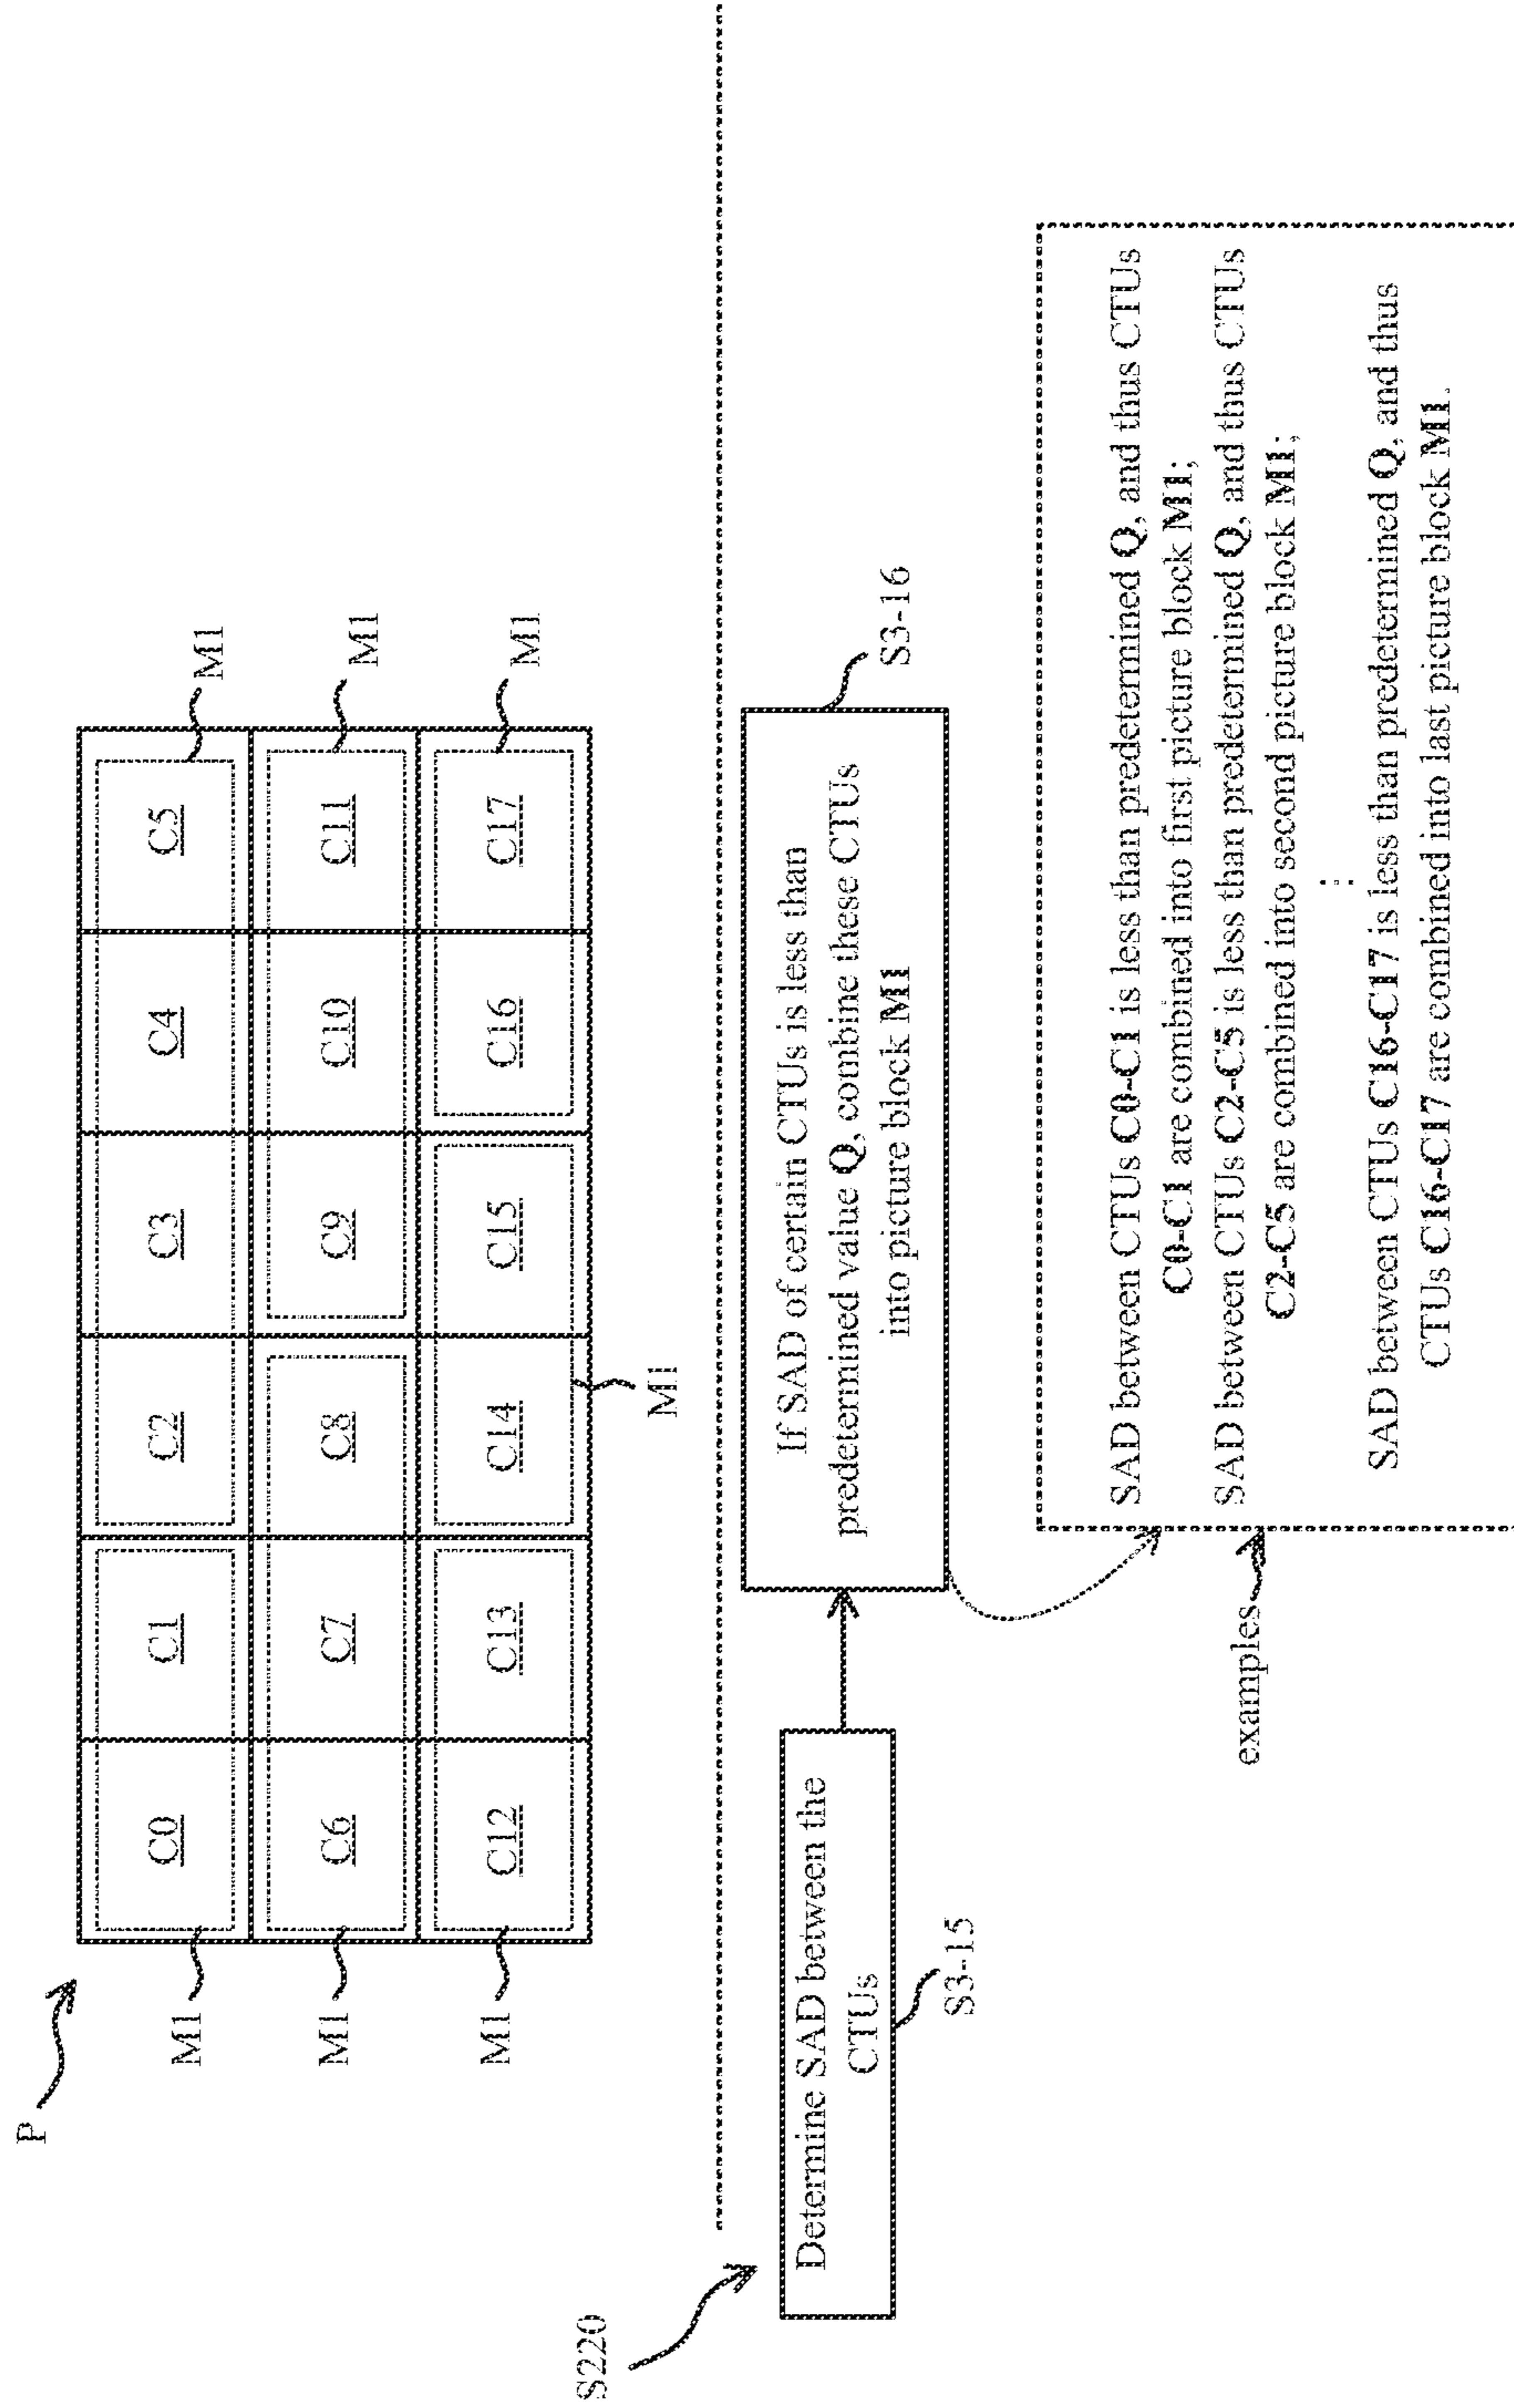 P
C0 C1 C2 C3 C4 C5
M1 M1
C6 C7 C8 C9 C10 C11
M1 M1
C12 C13 C14 C15 C16 C17
M1 M1
M1
S220
Determine SAD between the
CTUs
S3-15
If SAD of certain CTUs is less than
predetermined value Q, combine these CTUs
into picture block M1
S3-16
examples
SAD between CTUs C0-C1 is less than predetermined Q, and thus CTUs
C0-C1 are combined into first picture block M1;
SAD between CTUs C2-C5 is less than predetermined Q, and thus CTUs
C2-C5 are combined into second picture block M1;
⋮
SAD between CTUs C16-C17 is less than predetermined Q, and thus
CTUs C16-C17 are combined into last picture block M1.